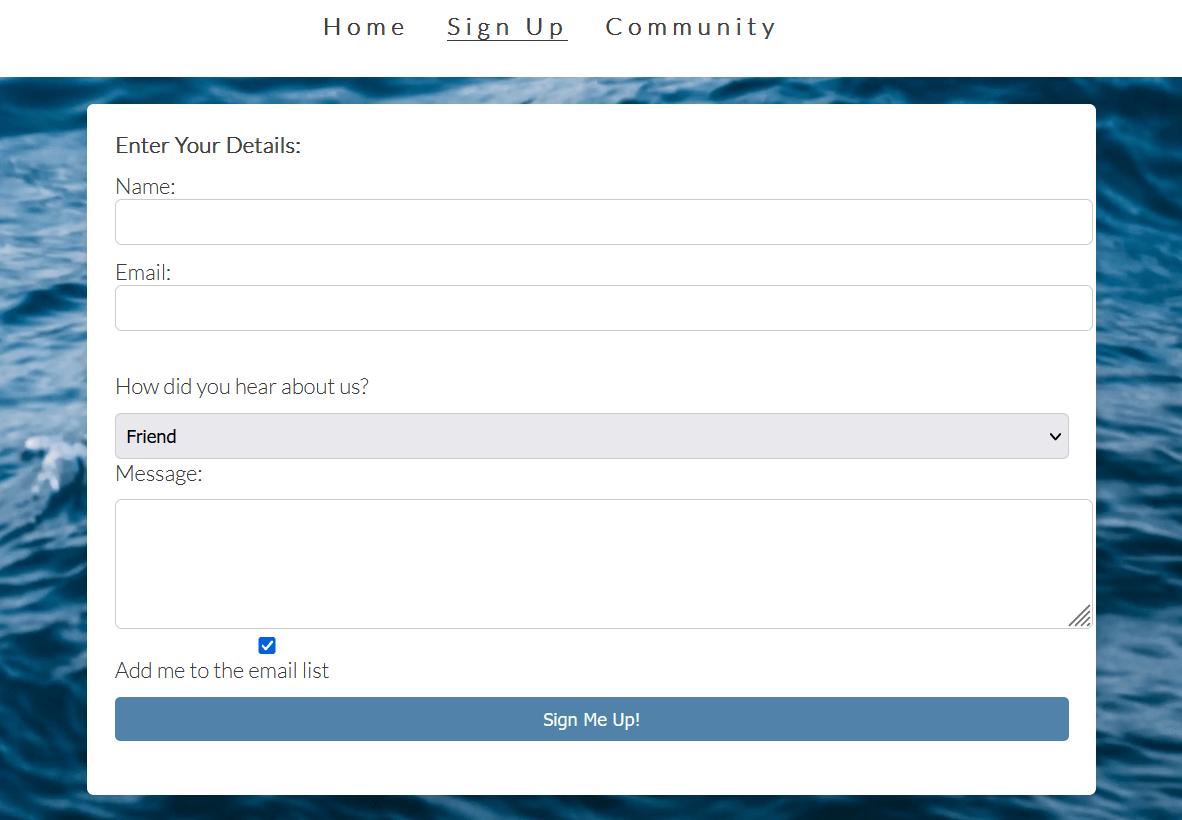 Home Sign Up Community
Enter Your Details:
Name:
Email:
How did you hear about us?
Friend
Message:
Add me to the email list
Sign Me Up!